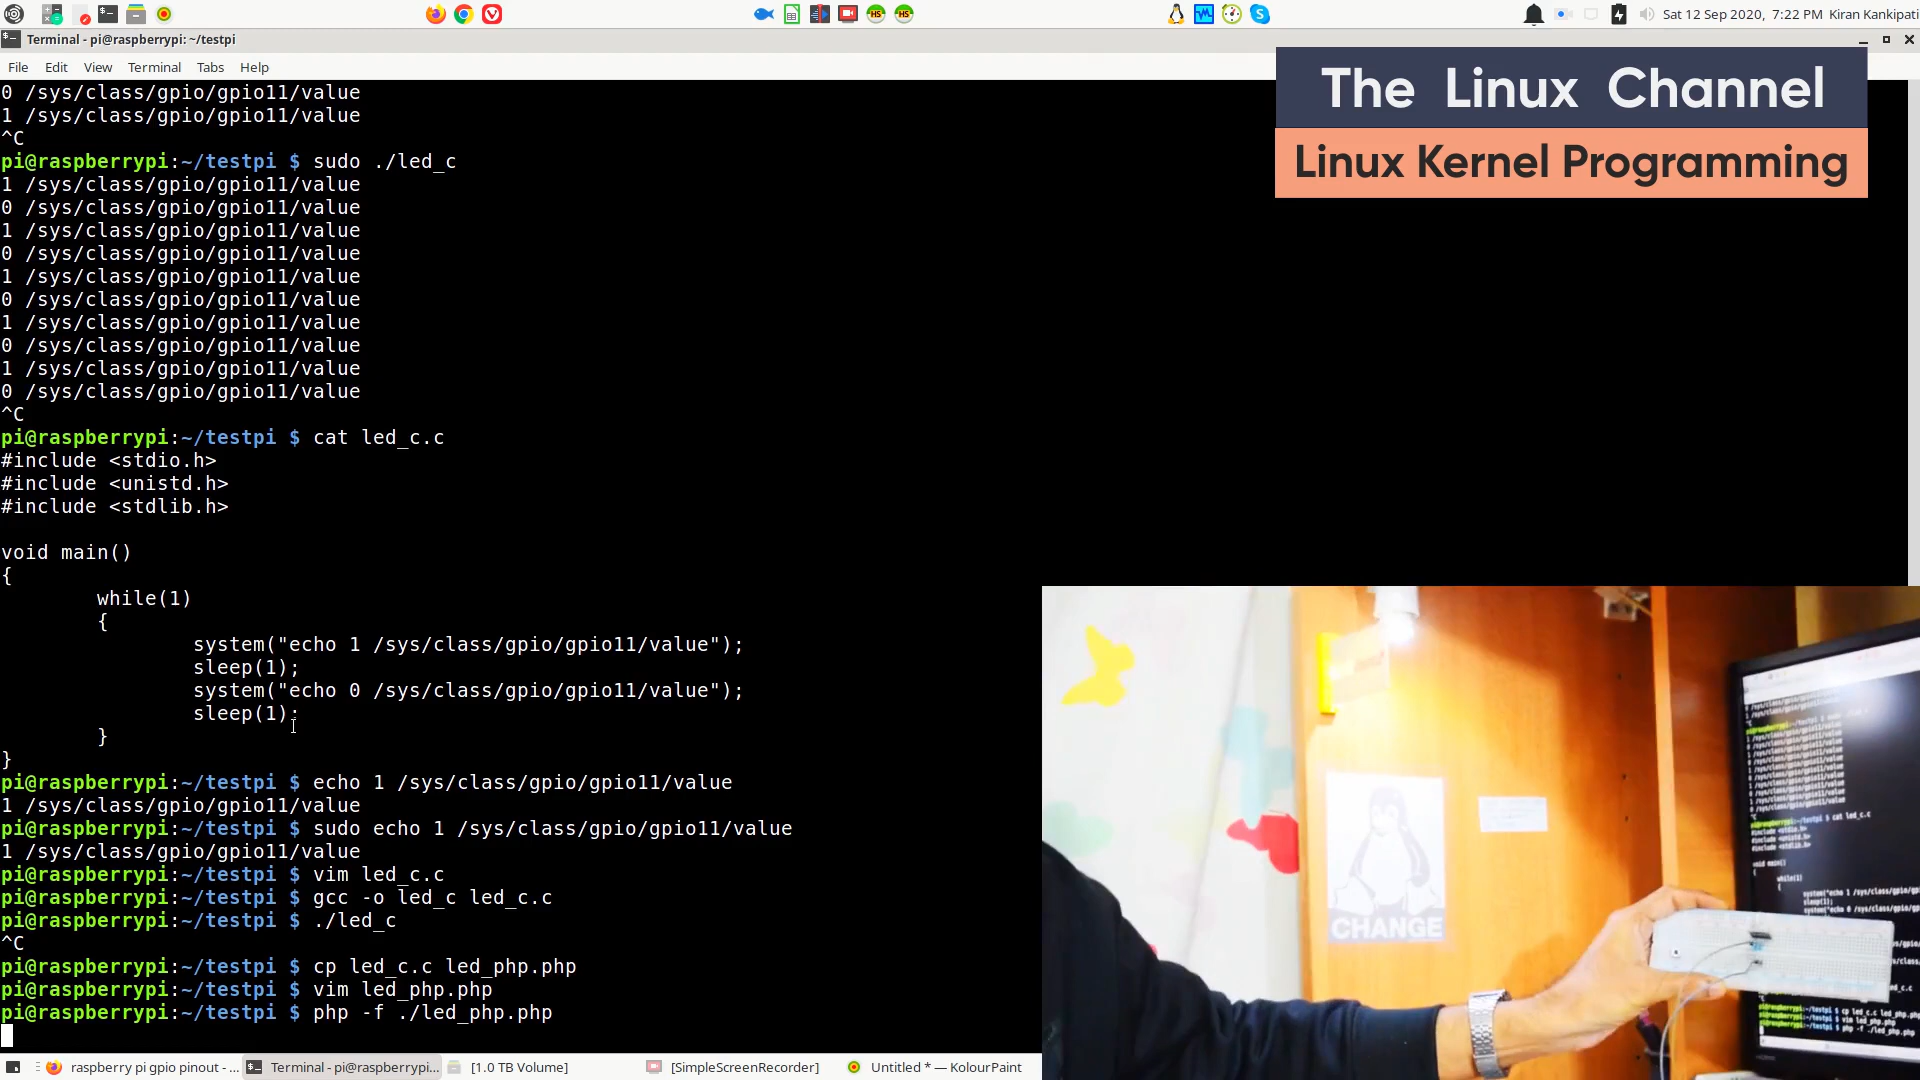 Sat 12 Sep 2020, 7:22 PM Kiran Kankipati
Terminal - pi@raspberrypi: ~/testpi
File Edit View Terminal Tabs Help
The Linux Channel
Linux Kernel Programming
0 /sys/class/gpio/gpio11/value
1 /sys/class/gpio/gpio11/value
^C
pi@raspberrypi:~/testpi $ sudo ./led_c
1 /sys/class/gpio/gpio11/value
0 /sys/class/gpio/gpio11/value
1 /sys/class/gpio/gpio11/value
0 /sys/class/gpio/gpio11/value
1 /sys/class/gpio/gpio11/value
0 /sys/class/gpio/gpio11/value
1 /sys/class/gpio/gpio11/value
0 /sys/class/gpio/gpio11/value
1 /sys/class/gpio/gpio11/value
0 /sys/class/gpio/gpio11/value
^C
pi@raspberrypi:~/testpi $ cat led_c.c
#include <stdio.h>
#include <unistd.h>
#include <stdlib.h>
void main()
{
while(1)
{
system("echo 1 /sys/class/gpio/gpio11/value");
sleep(1);
system("echo 0 /sys/class/gpio/gpio11/value");
sleep(1);
}
}
pi@raspberrypi:~/testpi $ echo 1 /sys/class/gpio/gpio11/value
1 /sys/class/gpio/gpio11/value
pi@raspberrypi:~/testpi $ sudo echo 1 /sys/class/gpio/gpio11/value
1 /sys/class/gpio/gpio11/value
pi@raspberrypi:~/testpi $ vim led_c.c
pi@raspberrypi:~/testpi $ gcc -o led_c led_c.c
pi@raspberrypi:~/testpi $ ./led_c
^C
pi@raspberrypi:~/testpi $ cp led_c.c led_php.php
pi@raspberrypi:~/testpi $ vim led_php.php
pi@raspberrypi:~/testpi $ php -f ./led_php.php
CHANGE
raspberry pi gpio pinout - ...
Terminal - pi@raspberrypi...
[1.0 TB Volume]
[SimpleScreenRecorder]
Untitled * — KolourPaint